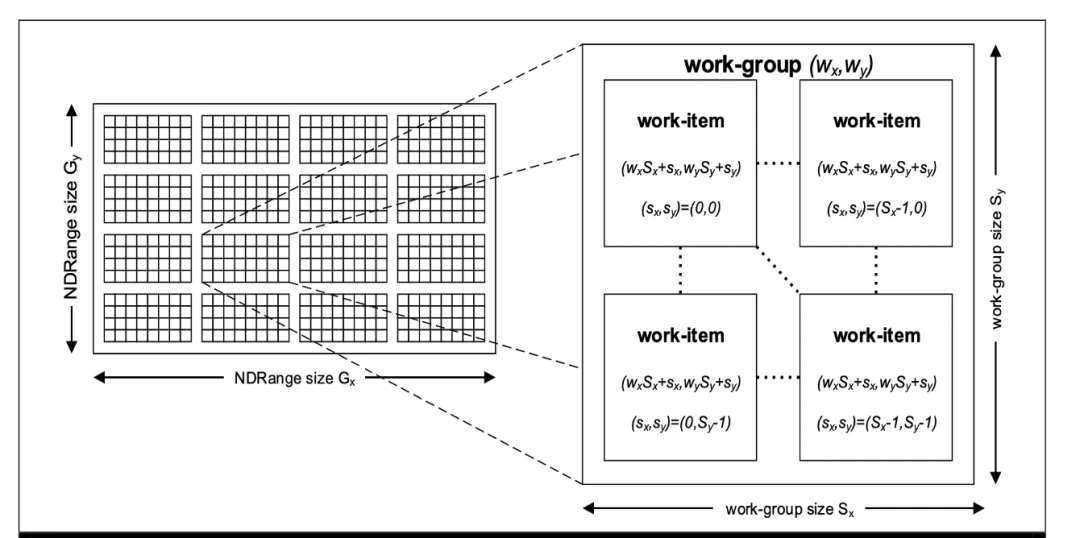 work-group (wx,wy)
work-item
(wxSx+sx,wySy+sy)
(sx,sy)=(0,0)
work-item
(wxSx+sx,wySy+sy)
(sx,sy)=(Sx-1,0)
work-item
(wxSx+sx,wySy+sy)
(sx,sy)=(0,Sy-1)
work-item
(wxSx+sx,wySy+sy)
(sx,sy)=(Sx-1,Sy-1)
NDRange size Gy
NDRange size Gx
work-group size Sy
work-group size Sx